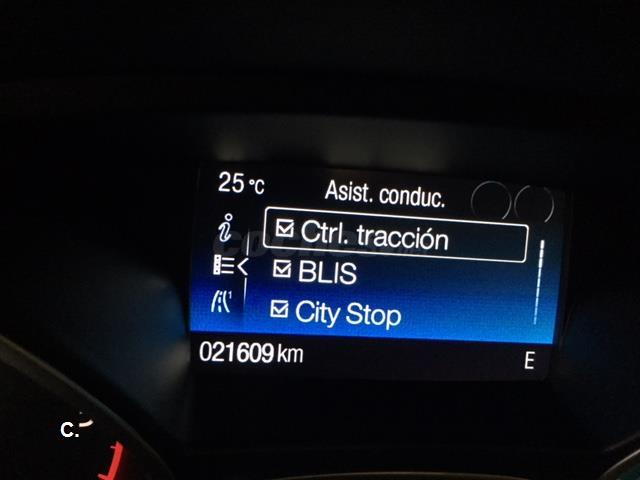 25 °C
Asist. conduc.
Ctrl. tracción
BLIS
City Stop
021609 km
E
C.